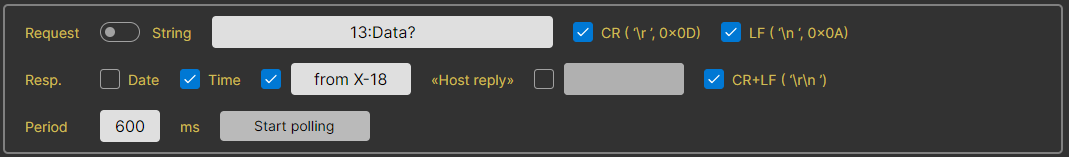 Request String 13:Data? CR ( ‘\r ‘, 0×0D) LF ( ‘\n ‘, 0×0A)
Resp. Date Time from X-18 «Host reply» CR+LF ( ‘\r\n ‘)
Period 600 ms Start polling